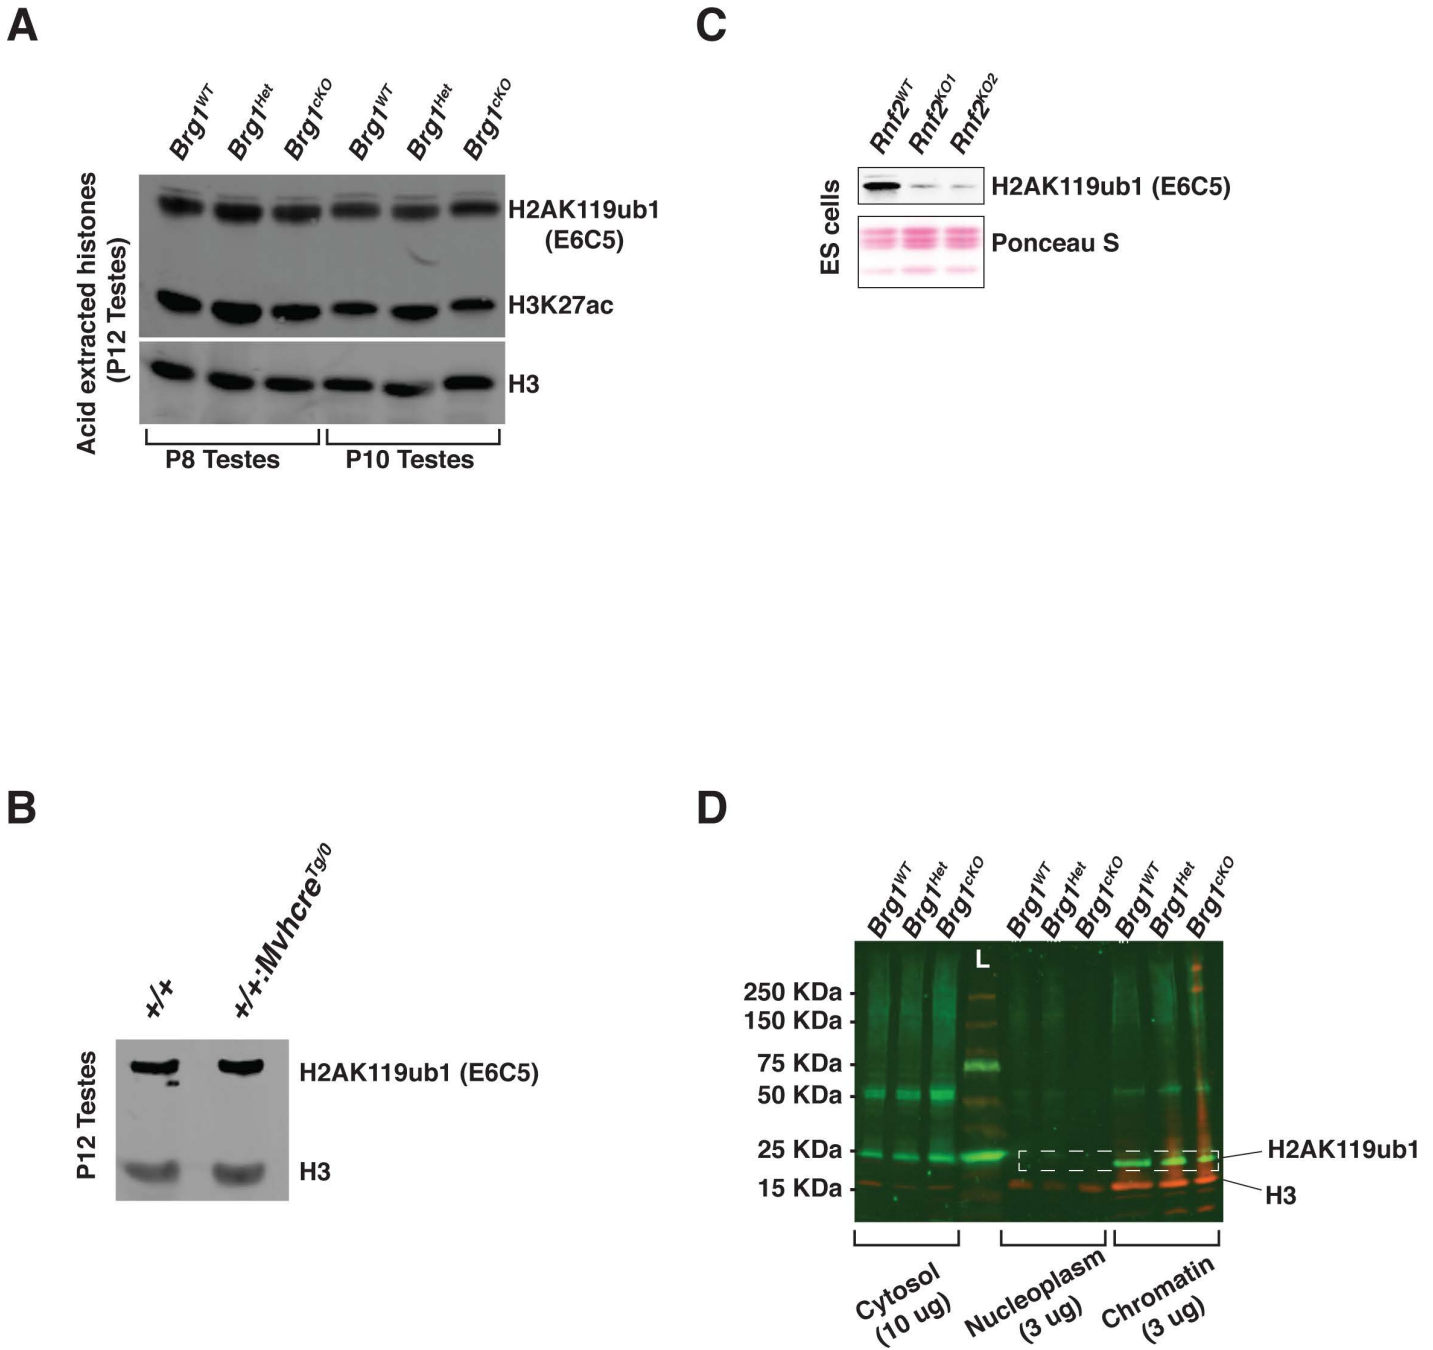 A
Brg1WT
Brg1Het
Brg1cKO
Brg1WT
Brg1Het
Brg1cKO
Acid extracted histones
(P12 Testes)
H2AK119ub1
(E6C5)
H3K27ac
H3
P8 Testes
P10 Testes
C
Rnf2WT
Rnf2KO1
Rnf2KO2
ES cells
H2AK119ub1 (E6C5)
Ponceau S
B
+/+
+/+:MvhcreTg/0
P12 Testes
H2AK119ub1 (E6C5)
H3
D
Brg1WT
Brg1Het
Brg1cKO
Brg1WT
Brg1Het
Brg1cKO
Brg1WT
Brg1Het
Brg1cKO
L
250 KDa
150 KDa
75 KDa
50 KDa
25 KDa
15 KDa
H2AK119ub1
H3
Cytosol
(10 ug)
Nucleoplasm
(3 ug)
Chromatin
(3 ug)